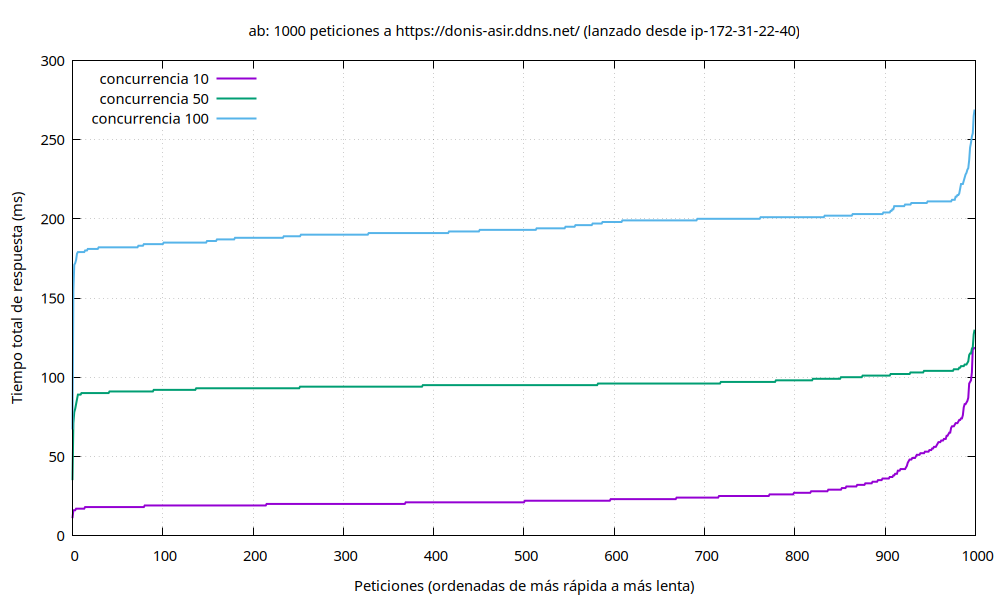 ab: 1000 peticiones a https://donis-asir.ddns.net/ (lanzado desde ip-172-31-22-40)
concurrencia 10
concurrencia 50
concurrencia 100
Tiempo total de respuesta (ms)
300
250
200
150
100
50
0
0 100 200 300 400 500 600 700 800 900 1000
Peticiones (ordenadas de más rápida a más lenta)